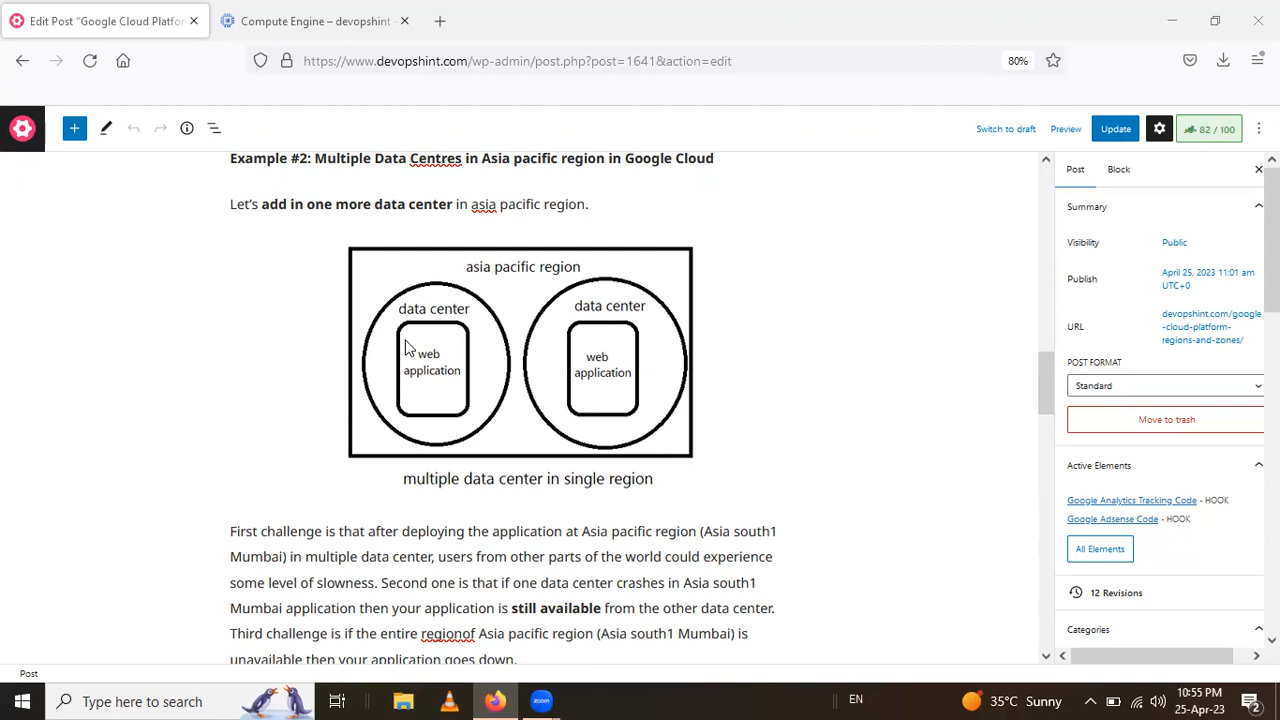 Edit Post "Google Cloud Platfor
Compute Engine – devopshint -
https://www.devopshint.com/wp-admin/post.php?post=1641&action=edit
80%
Switch to draft
Preview
Update
82 / 100
Example #2: Multiple Data Centres in Asia pacific region in Google Cloud
Let's add in one more data center in asia pacific region.
asia pacific region
data center
web
application
data center
web
application
multiple data center in single region
First challenge is that after deploying the application at Asia pacific region (Asia south1
Mumbai) in multiple data center, users from other parts of the world could experience
some level of slowness. Second one is that if one data center crashes in Asia south1
Mumbai application then your application is still available from the other data center.
Third challenge is if the entire regionof Asia pacific region (Asia south1 Mumbai) is
unavailable then your application goes down.
Post
Block
Summary
Visibility
Public
Publish
April 25, 2023 11:01 am
UTC+0
URL
devopshint.com/google
-cloud-platform-
regions-and-zones/
POST FORMAT
Standard
Move to trash
Active Elements
Google Analytics Tracking Code - HOOK
Google Adsense Code - HOOK
All Elements
12 Revisions
Categories
Post
Type here to search
zoom
EN
35°C Sunny
10:55 PM
25-Apr-23
2